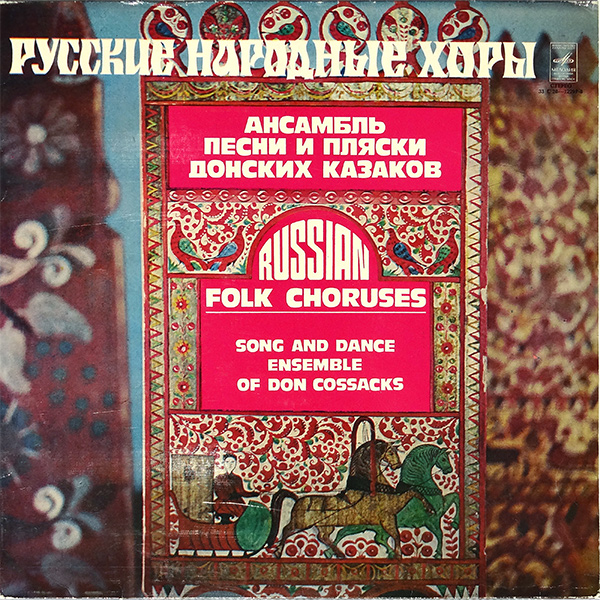 РУССКИЕ НАРОДНЫЕ ХОРЫ
МЕЛОДИЯ
СТЕРЕО
АНСАМБЛЬ
ПЕСНИ И ПЛЯСКИ
ДОНСКИХ КАЗАКОВ
RUSSIAN
FOLK CHORUSES
SONG AND DANCE
ENSEMBLE
OF DON COSSACKS